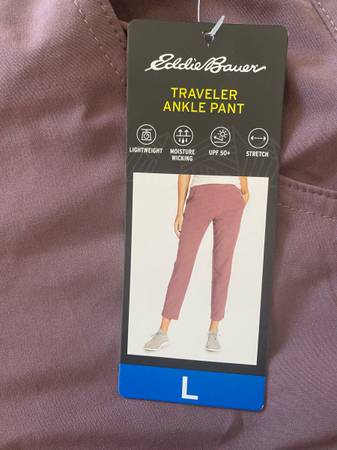 Eddie Bauer
TRAVELER
ANKLE PANT
LIGHTWEIGHT
MOISTURE
WICKING
UPF 50+
STRETCH
L